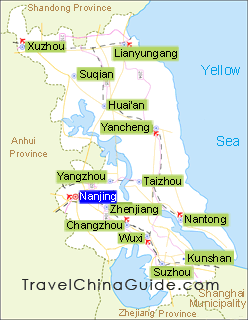 Shandong Province
Xuzhou
Lianyungang
Suqian
Yellow
Huai'an
Yancheng
Sea
Anhui
Province
Yangzhou
Taizhou
Nanjing
Zhenjiang
Nantong
Changzhou
Wuxi
Kunshan
Suzhou
TravelChinaGuide.com
Shanghai
Municipality
Zhejiang Province